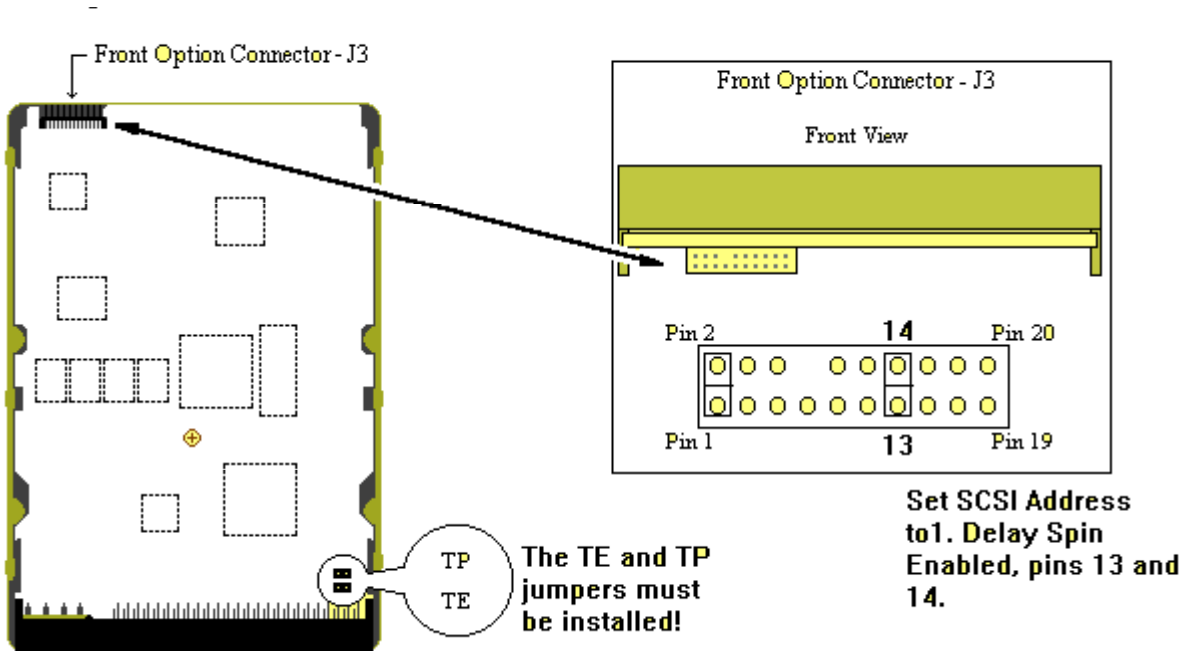 Front Option Connector - J3
Front Option Connector - J3
Front View
Pin 2 14 Pin 20
Pin 1 13 Pin 19
TP
TE
The TE and TP
jumpers must
be installed!
Set SCSI Address
to1. Delay Spin
Enabled, pins 13 and
14.